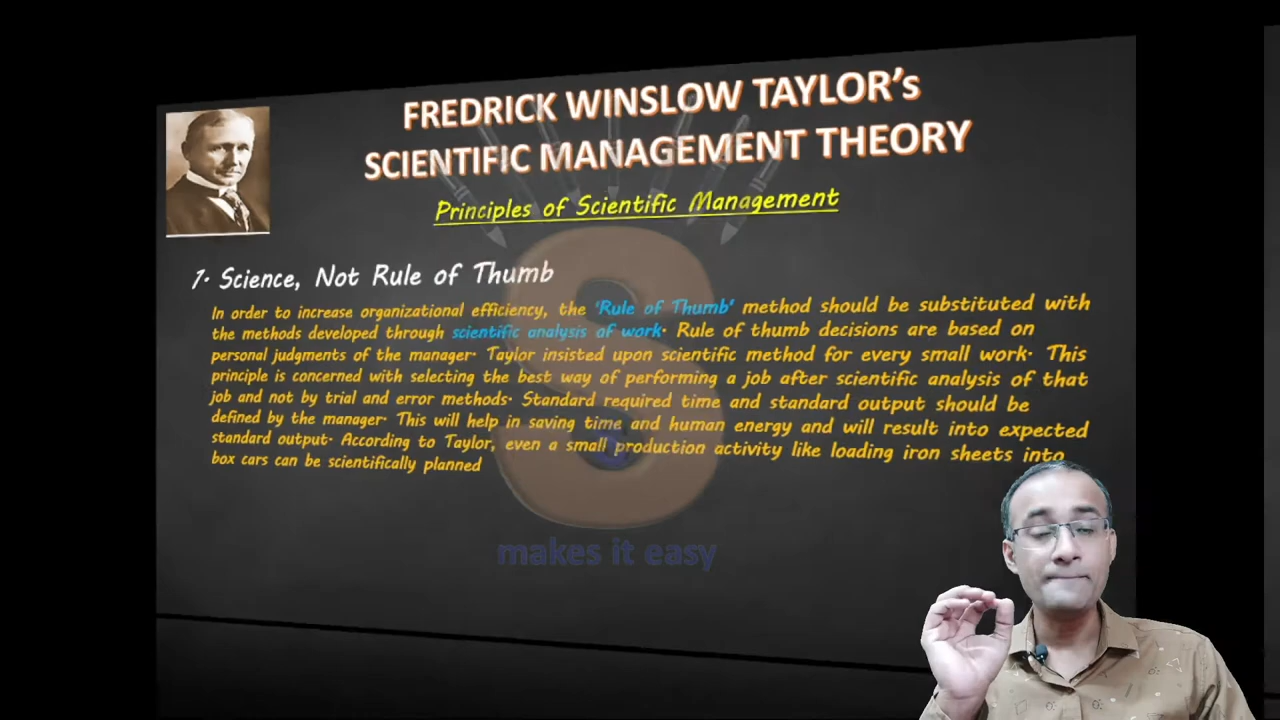 FREDRICK WINSLOW TAYLOR's
SCIENTIFIC MANAGEMENT THEORY
Principles of Scientific Management
1. Science, Not Rule of Thumb
In order to increase organizational efficiency, the 'Rule of Thumb' method should be substituted with
the methods developed through scientific analysis of work. Rule of thumb decisions are based on
personal judgments of the manager. Taylor insisted upon scientific method for every small work. This
principle is concerned with selecting the best way of performing a job after scientific analysis of that
job and not by trial and error methods. Standard required time and standard output should be
defined by the manager. This will help in saving time and human energy and will result into expected
standard output. According to Taylor, even a small production activity like loading iron sheets into
box cars can be scientifically planned
makes it easy